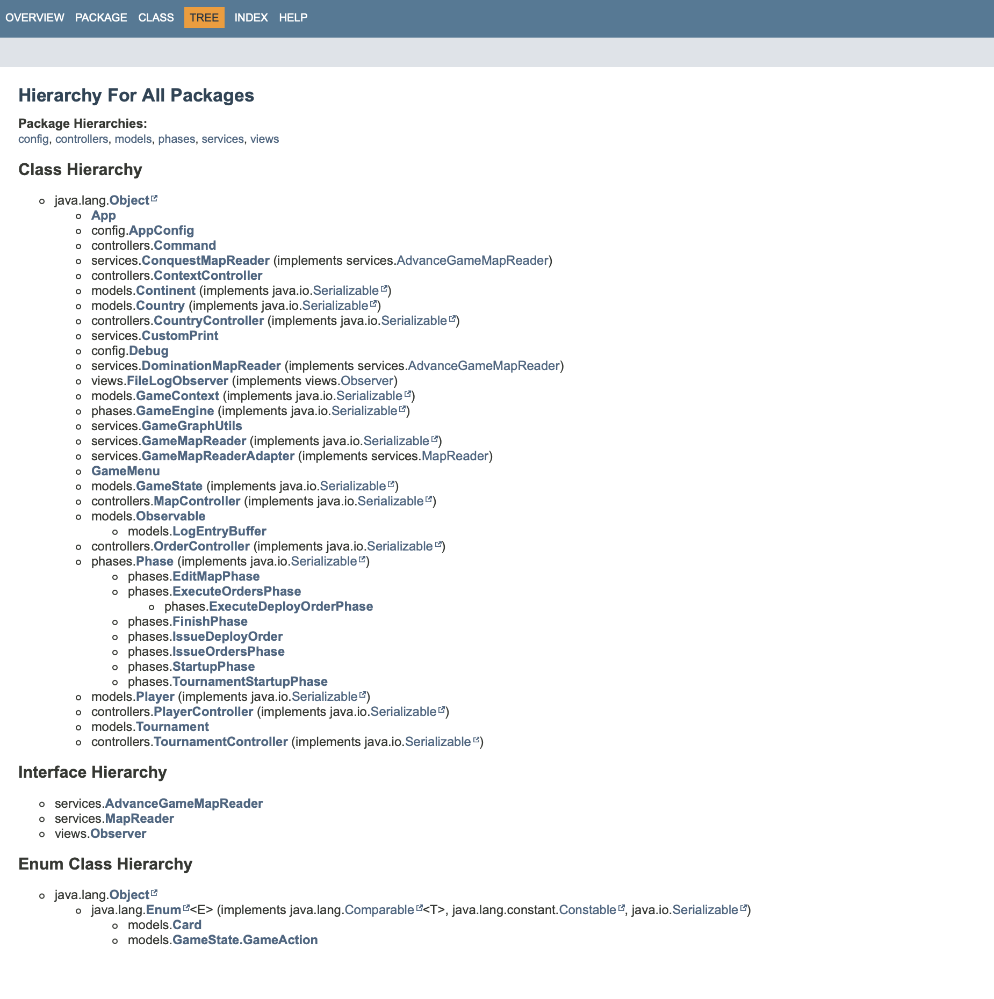 OVERVIEW PACKAGE CLASS TREE INDEX HELP
Hierarchy For All Packages
Package Hierarchies:
config, controllers, models, phases, services, views
Class Hierarchy
java.lang.Object
App
config.AppConfig
controllers.Command
services.ConquestMapReader (implements services.AdvanceGameMapReader)
controllers.ContextController
models.Continent (implements java.io.Serializable)
models.Country (implements java.io.Serializable)
controllers.CountryController (implements java.io.Serializable)
services.CustomPrint
config.Debug
services.DominationMapReader (implements services.AdvanceGameMapReader)
views.FileLogObserver (implements views.Observer)
models.GameContext (implements java.io.Serializable)
phases.GameEngine (implements java.io.Serializable)
services.GameGraphUtils
services.GameMapReader (implements java.io.Serializable)
services.GameMapReaderAdapter (implements services.MapReader)
GameMenu
models.GameState (implements java.io.Serializable)
controllers.MapController (implements java.io.Serializable)
models.Observable
models.LogEntryBuffer
controllers.OrderController (implements java.io.Serializable)
phases.Phase (implements java.io.Serializable)
phases.EditMapPhase
phases.ExecuteOrdersPhase
phases.ExecuteDeployOrderPhase
phases.FinishPhase
phases.IssueDeployOrder
phases.IssueOrdersPhase
phases.StartupPhase
phases.TournamentStartupPhase
models.Player (implements java.io.Serializable)
controllers.PlayerController (implements java.io.Serializable)
models.Tournament
controllers.TournamentController (implements java.io.Serializable)
Interface Hierarchy
services.AdvanceGameMapReader
services.MapReader
views.Observer
Enum Class Hierarchy
java.lang.Object
java.lang.Enum<E> (implements java.lang.Comparable<T>, java.lang.constant.Constable, java.io.Serializable)
models.Card
models.GameState.GameAction